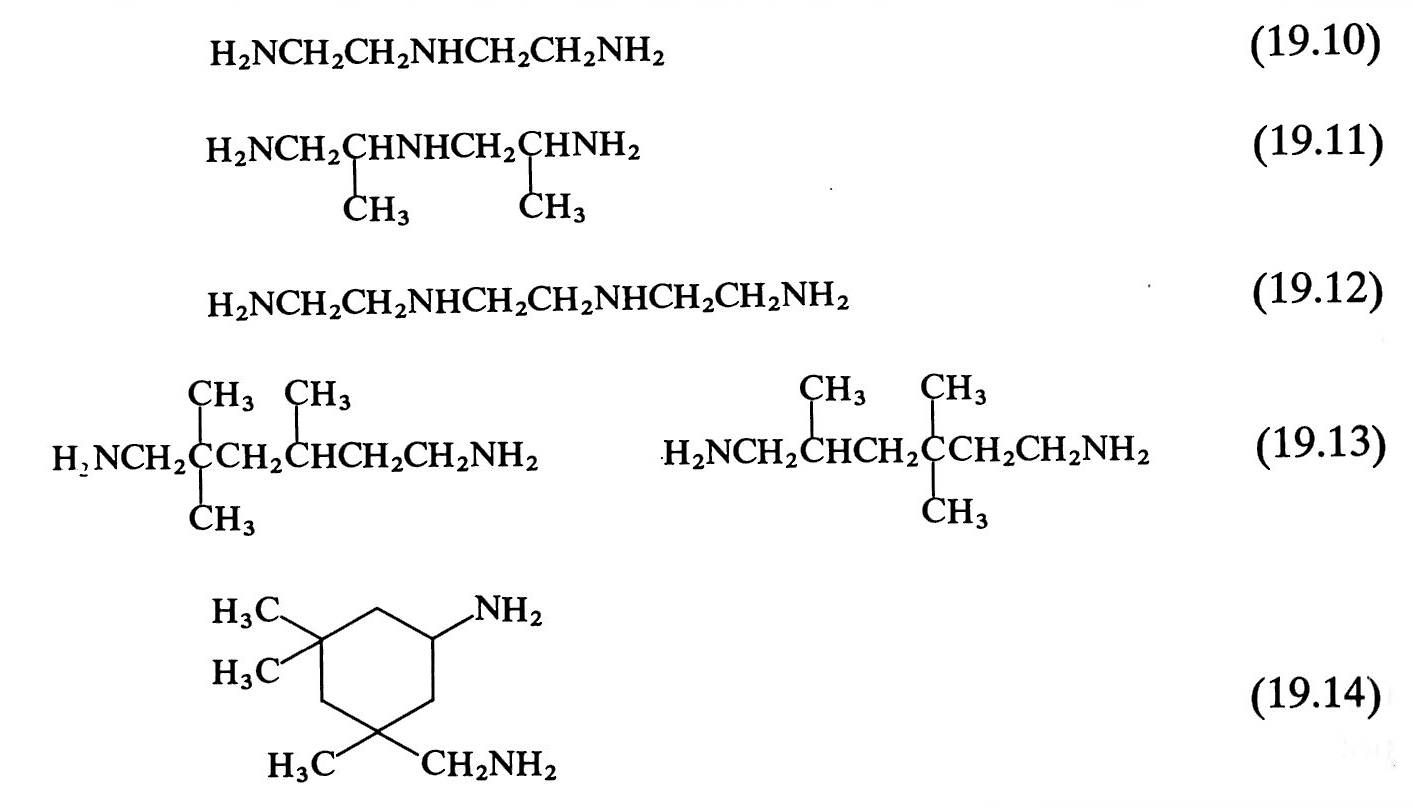 H₂NCH₂CH₂NHCH₂CH₂NH₂ (19.10)
H₂NCH₂CHNHCH₂CHNH₂ (19.11)
CH₃ CH₃
H₂NCH₂CH₂NHCH₂CH₂NHCH₂CH₂NH₂ (19.12)
CH₃ CH₃ CH₃ CH₃
H₂NCH₂CCH₂CHCH₂CH₂NH₂ H₂NCH₂CHCH₂CCH₂CH₂NH₂ (19.13)
CH₃ CH₃
H₃C NH₂
H₃C (19.14)
H₃C CH₂NH₂